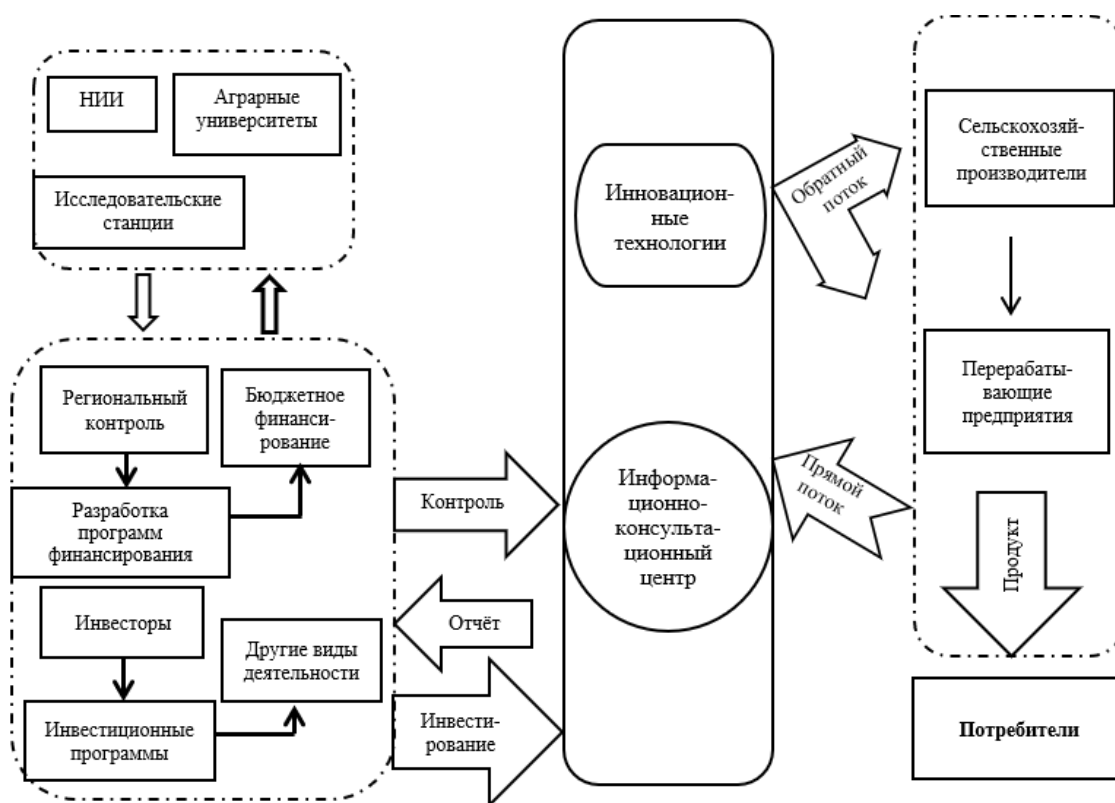 НИИ
Аграрные
университеты
Исследовательские
станции
Региональный
контроль
Бюджетное
финанси-
рование
Разработка
программ
финансирования
Инвесторы
Другие виды
деятельности
Инвестиционные
программы
Контроль
Отчёт
Инвести-
рование
Инновацион-
ные
технологии
Информа-
ционно-
консульта-
ционный
центр
Обратный
поток
Прямой
поток
Сельскохозяй-
ственные
производители
Перерабаты-
вающие
предприятия
Продукт
Потребители